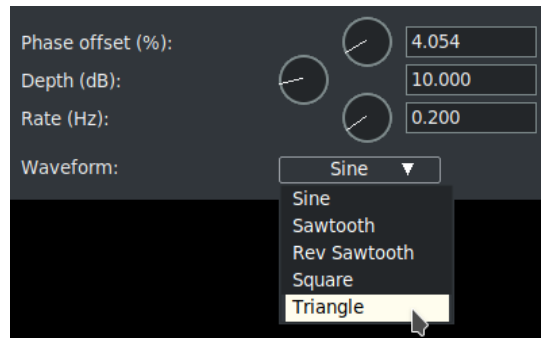 Phase offset (%): 4.054
Depth (dB): 10.000
Rate (Hz): 0.200
Waveform: Sine
Sine
Sawtooth
Rev Sawtooth
Square
Triangle